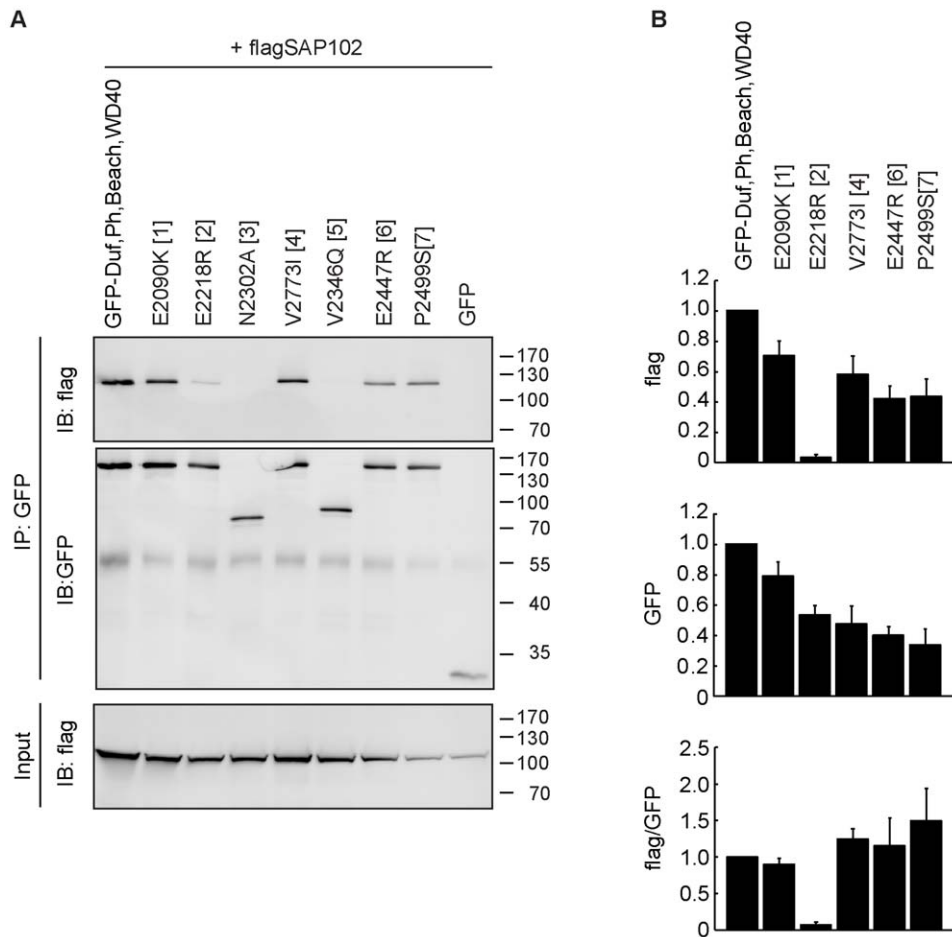 A
+ flagSAP102
GFP-Duf,Ph,Beach,WD40
E2090K [1]
E2218R [2]
N2302A [3]
V2773I [4]
V2346Q [5]
E2447R [6]
P2499S[7]
GFP
IP: GFP
IB: flag
170
130
100
70
IB:GFP
170
130
100
70
55
40
35
Input
IB: flag
170
130
100
70
B
GFP-Duf,Ph,Beach,WD40
E2090K [1]
E2218R [2]
V2773I [4]
E2447R [6]
P2499S[7]
flag
1.2
1.0
0.8
0.6
0.4
0.2
0
GFP
1.2
1.0
0.8
0.6
0.4
0.2
0
flag/GFP
2.5
2.0
1.5
1.0
0.5
0